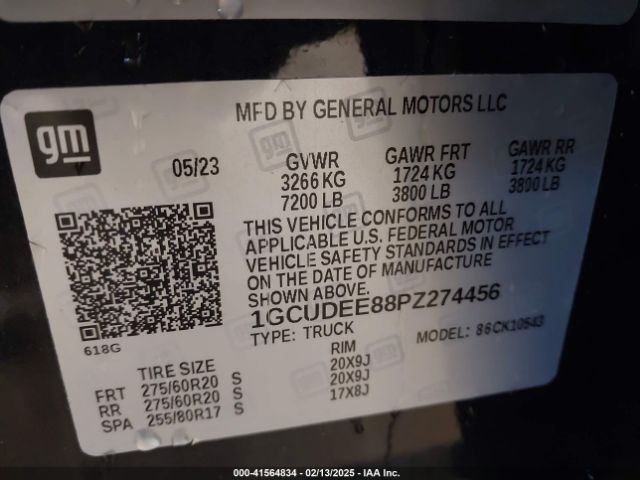 MFD BY GENERAL MOTORS LLC
gm
05/23
GVWR GAWR FRT GAWR RR
3266 KG 1724 KG 1724 KG
7200 LB 3800 LB 3800 LB
THIS VEHICLE CONFORMS TO ALL
APPLICABLE U.S. FEDERAL MOTOR
VEHICLE SAFETY STANDARDS IN EFFECT
ON THE DATE OF MANUFACTURE
SHOWN ABOVE.
1GCUDEE88PZ274456
TYPE: TRUCK MODEL: 86CK10543
618G
TIRE SIZE RIM
FRT 275/60R20 S 20X9J
RR 275/60R20 S 20X9J
SPA 255/80R17 S 17X8J
000-41564834 - 02/13/2025 - IAA Inc.